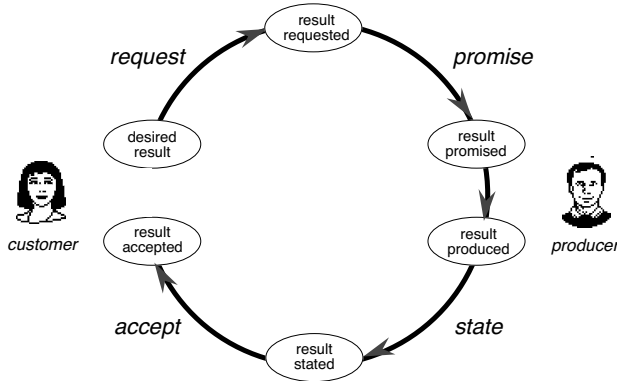 result
requested
request
promise
desired
result
result
promised
customer
result
accepted
result
produced
producer
accept
state
result
stated